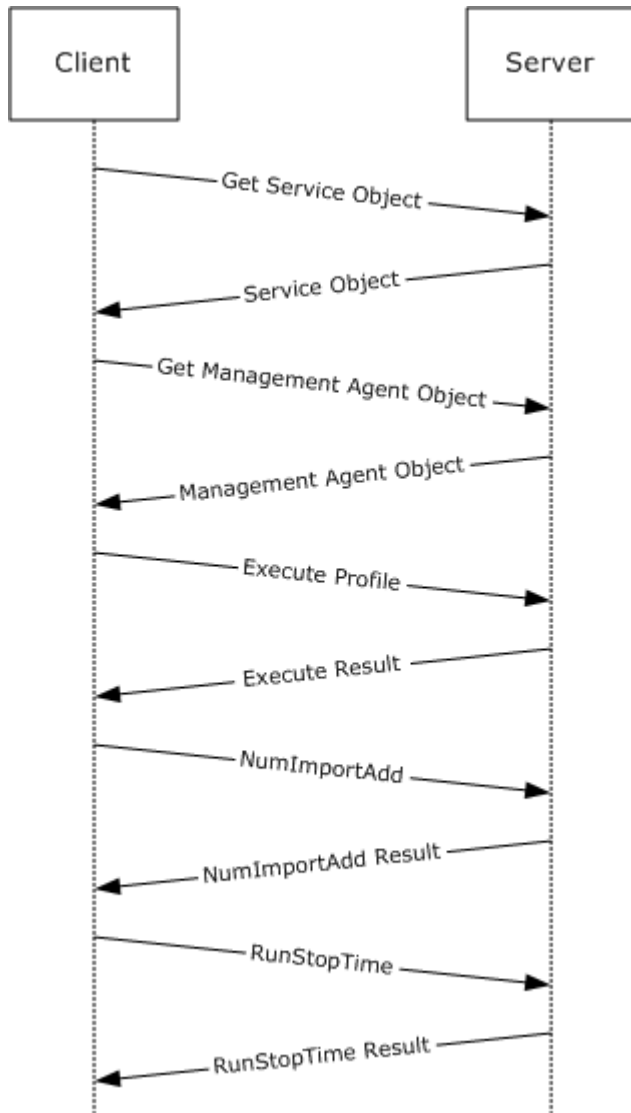 Client
Server
Get Service Object
Service Object
Get Management Agent Object
Management Agent Object
Execute Profile
Execute Result
NumImportAdd
NumImportAdd Result
RunStopTime
RunStopTime Result